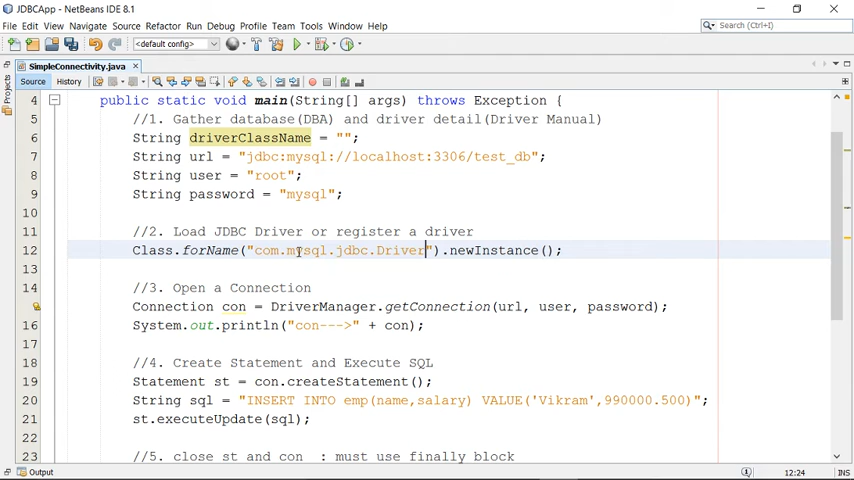 JDBCApp - NetBeans IDE 8.1
File Edit View Navigate Source Refactor Run Debug Profile Team Tools Window Help
Search (Ctrl+I)
<default config>
SimpleConnectivity.java
Source History
Projects
4 public static void main(String[] args) throws Exception {
5 //1. Gather database(DBA) and driver detail(Driver Manual)
6 String driverClassName = "";
7 String url = "jdbc:mysql://localhost:3306/test_db";
8 String user = "root";
9 String password = "mysql";
10
11 //2. Load JDBC Driver or register a driver
12 Class.forName("com.mysql.jdbc.Driver").newInstance();
13
14 //3. Open a Connection
Connection con = DriverManager.getConnection(url, user, password);
16 System.out.println("con--->" + con);
17
18 //4. Create Statement and Execute SQL
19 Statement st = con.createStatement();
20 String sql = "INSERT INTO emp(name,salary) VALUE('Vikram',990000.500)";
21 st.executeUpdate(sql);
22
23 //5. close st and con : must use finally block
Output
12:24
INS